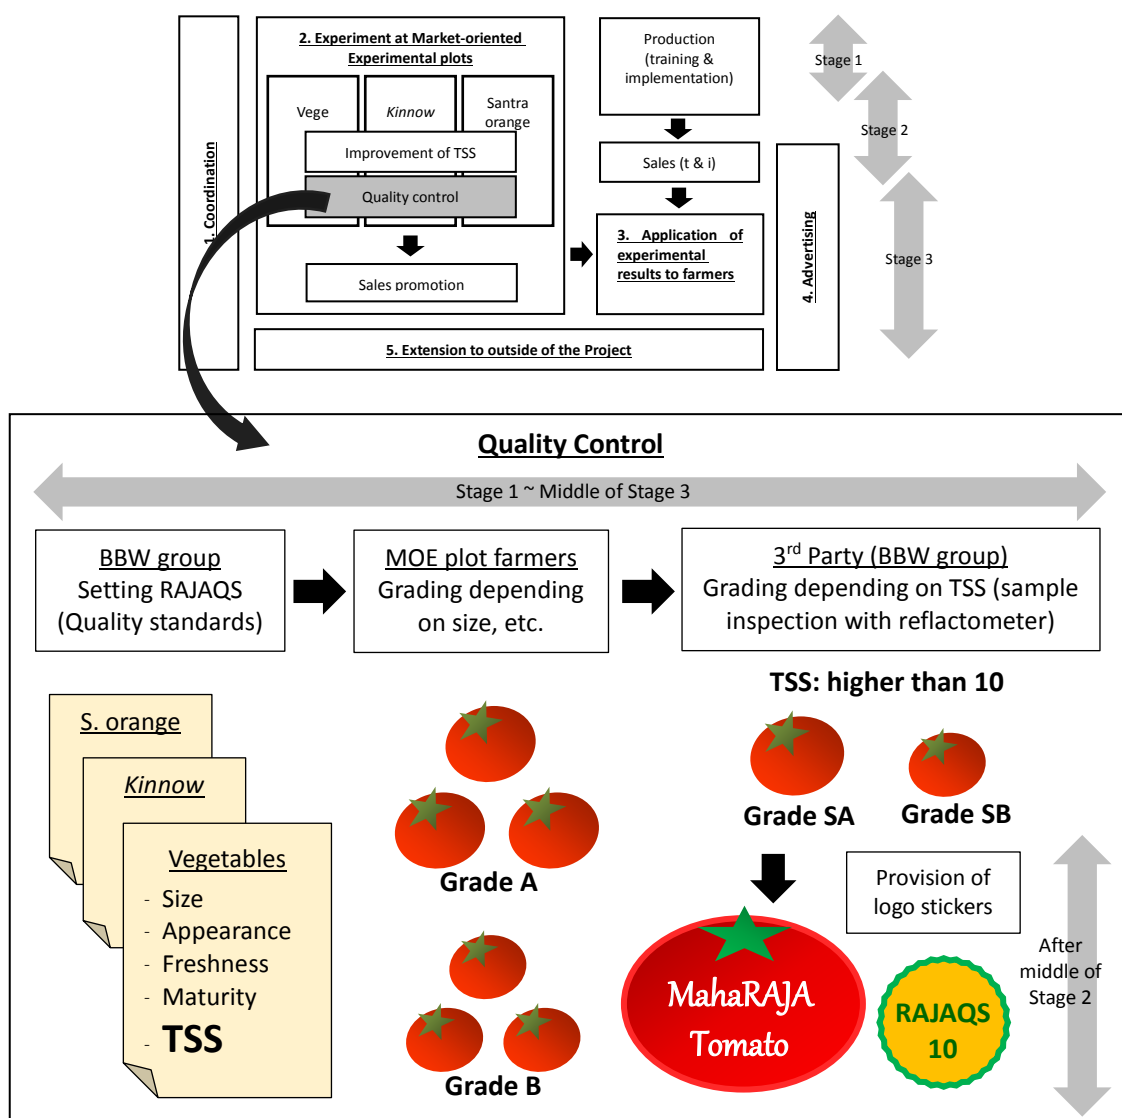 2. Experiment at Market-oriented
Experimental plots
Vege
Kinnow
Santra
orange
Improvement of TSS
Quality control
Sales promotion
1. Coordination
Production
(training &
implementation)
Sales (t & i)
3. Application of
experimental
results to farmers
4. Advertising
5. Extension to outside of the Project
Stage 1
Stage 2
Stage 3
Quality Control
Stage 1 ~ Middle of Stage 3
BBW group
Setting RAJAQS
(Quality standards)
MOE plot farmers
Grading depending
on size, etc.
3rd Party (BBW group)
Grading depending on TSS (sample
inspection with reflactometer)
S. orange
Kinnow
Vegetables
- Size
- Appearance
- Freshness
- Maturity
- TSS
Grade A
Grade B
TSS: higher than 10
Grade SA
Grade SB
Provision of
logo stickers
MahaRAJA
Tomato
RAJAQS
10
After
middle of
Stage 2